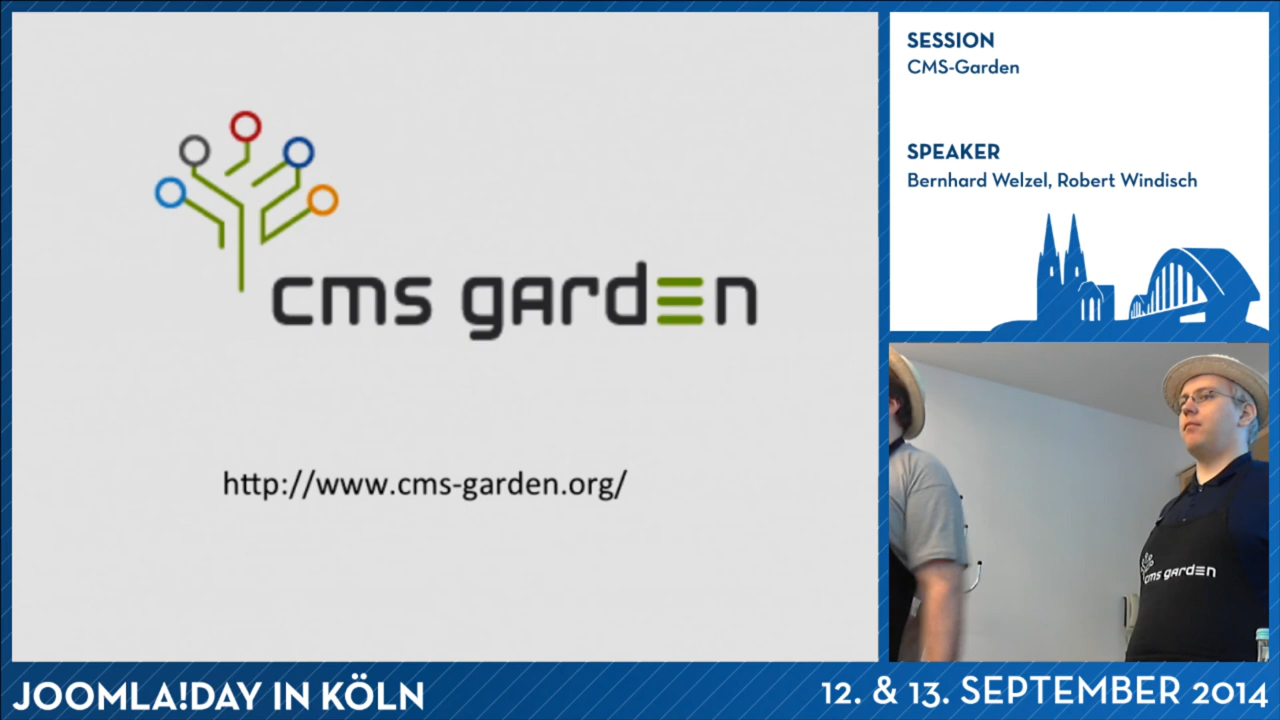 cms garden
http://www.cms-garden.org/
SESSION
CMS-Garden
SPEAKER
Bernhard Welzel, Robert Windisch
cms garden
JOOMLA!DAY IN KÖLN
12. & 13. SEPTEMBER 2014